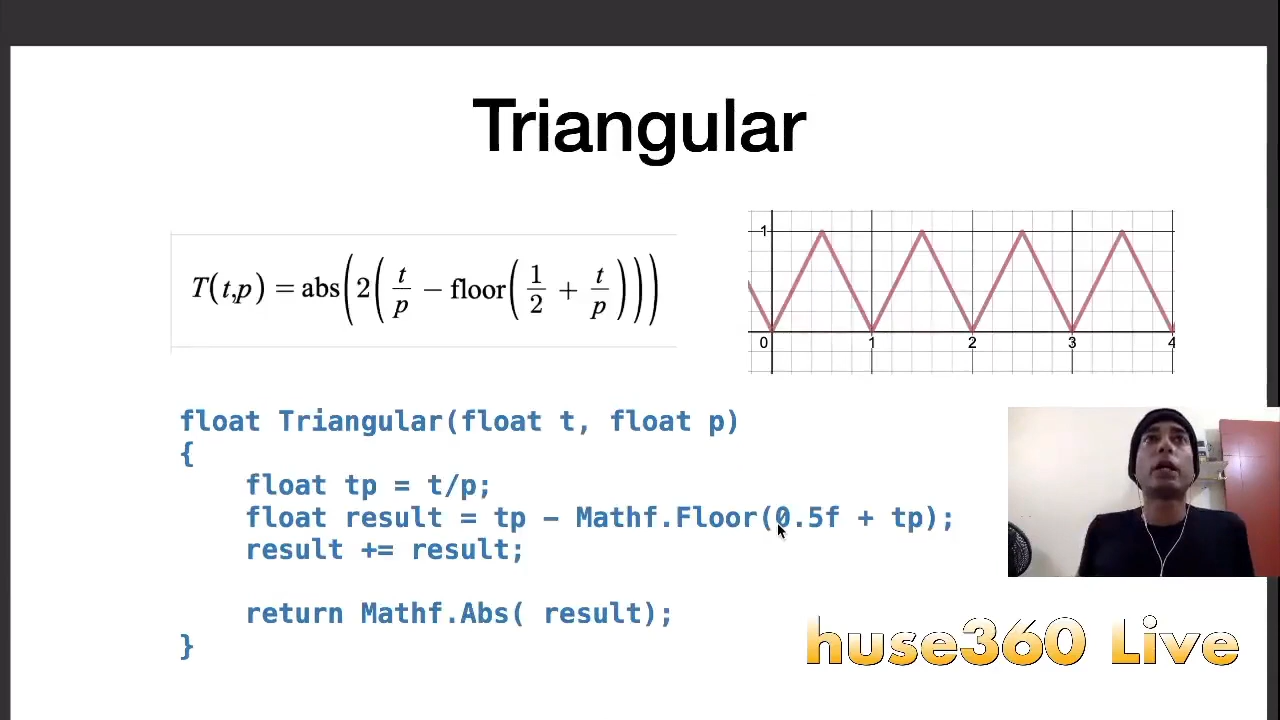 Triangular
T(t,p) = abs(2(t/p − floor(1/2 + t/p)))
1
0 1 2 3 4
float Triangular(float t, float p)
{
float tp = t/p;
float result = tp - Mathf.Floor(0.5f + tp);
result += result;
return Mathf.Abs( result);
}
huse360 Live